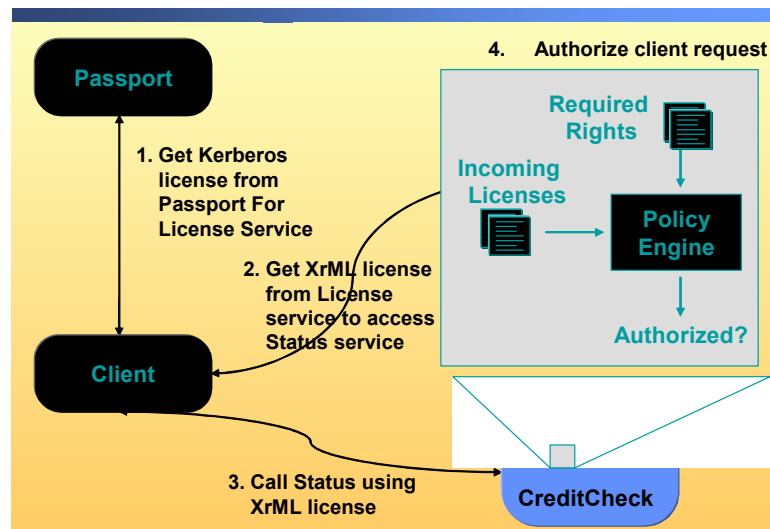 4. Authorize client request
Passport
Required
Rights
1. Get Kerberos
license from
Passport For
License Service
Incoming
Licenses
Policy
Engine
2. Get XrML license
from License
service to access
Status service
Authorized?
Client
3. Call Status using
XrML license
CreditCheck